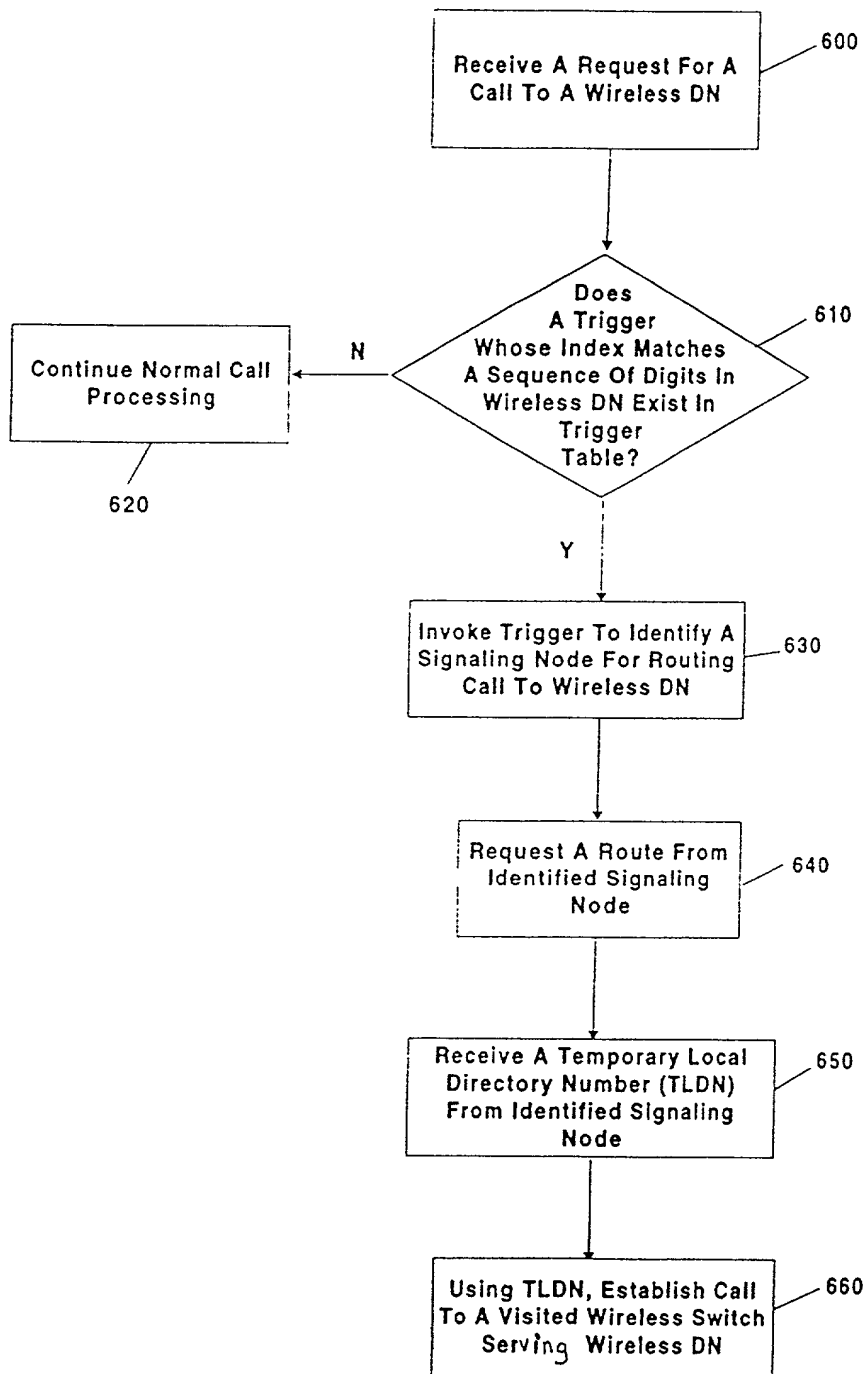 Receive A Request For A
Call To A Wireless DN
600
Does
A Trigger
Whose Index Matches
A Sequence Of Digits In
Wireless DN Exist In
Trigger
Table?
610
N
Continue Normal Call
Processing
620
Y
Invoke Trigger To Identify A
Signaling Node For Routing
Call To Wireless DN
630
Request A Route From
Identified Signaling
Node
640
Receive A Temporary Local
Directory Number (TLDN)
From Identified Signaling
Node
650
Using TLDN, Establish Call
To A Visited Wireless Switch
Serving Wireless DN
660